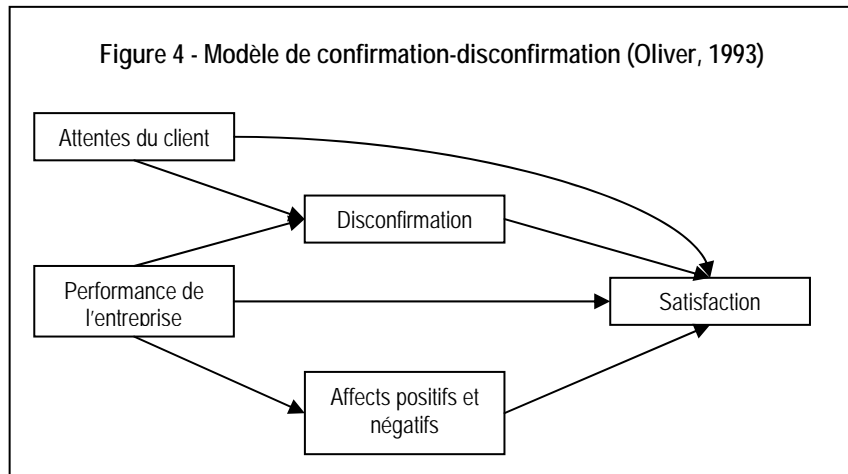 Figure 4 - Modèle de confirmation-disconfirmation (Oliver, 1993)
Attentes du client
Disconfirmation
Performance de
l'entreprise
Satisfaction
Affects positifs et
négatifs